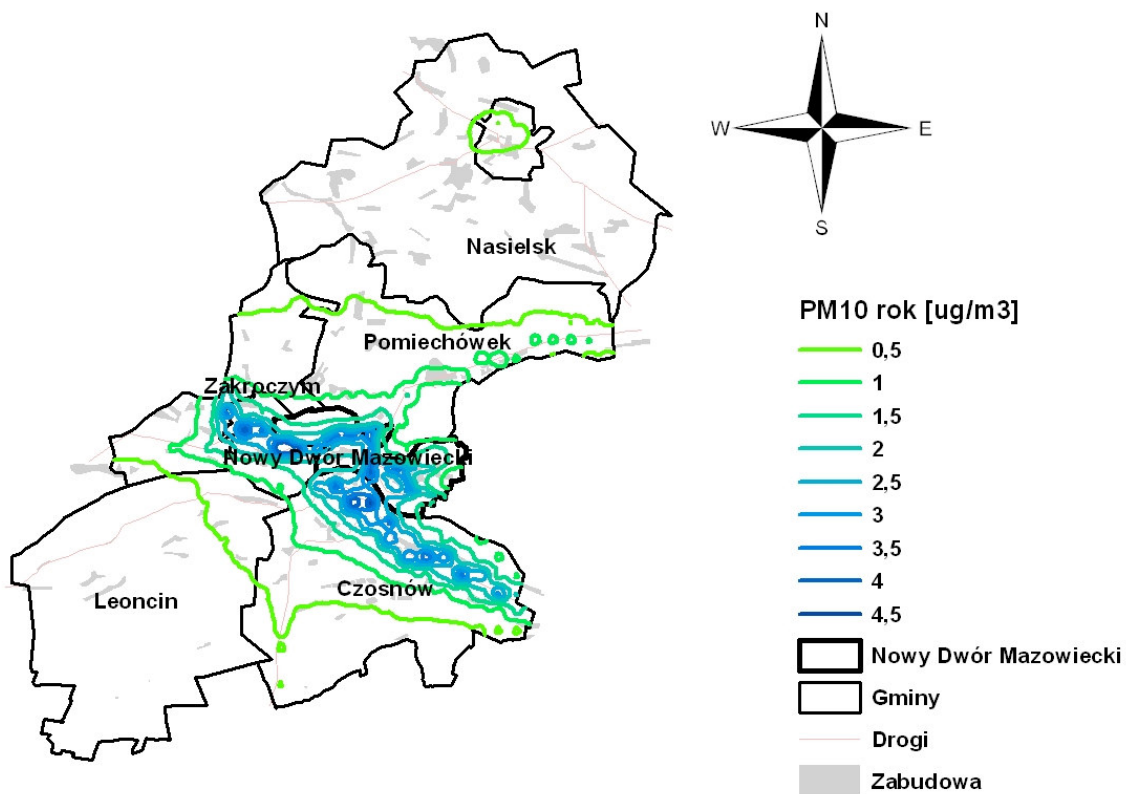 N
W
E
S
Nasielsk
Pomiechówek
Zakroczym
Nowy Dwór Mazowiecki
Leoncin
Czosnów
PM10 rok [ug/m3]
0,5
1
1,5
2
2,5
3
3,5
4
4,5
Nowy Dwór Mazowiecki
Gminy
Drogi
Zabudowa